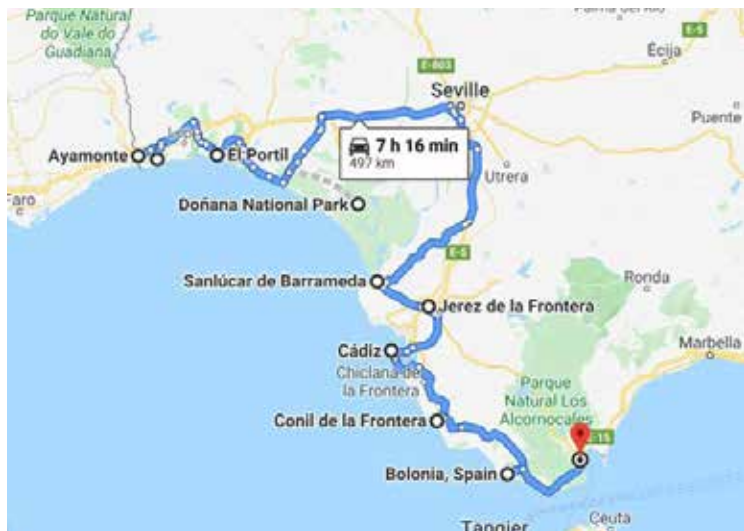 Parque Natural
do Vale do
Guadiana
E-803
Écija
Seville
Puente
7 h 16 min
497 km
Ayamonte
El Portil
Utrera
Faro
Doñana National Park
E-5
Sanlúcar de Barrameda
Ronda
Jerez de la Frontera
Cádiz
Marbella
Chiclana de
la Frontera
Parque
Natural Los
Alcornocales
Conil de la Frontera
E-15
Bolonia, Spain
Ceuta
Tangier